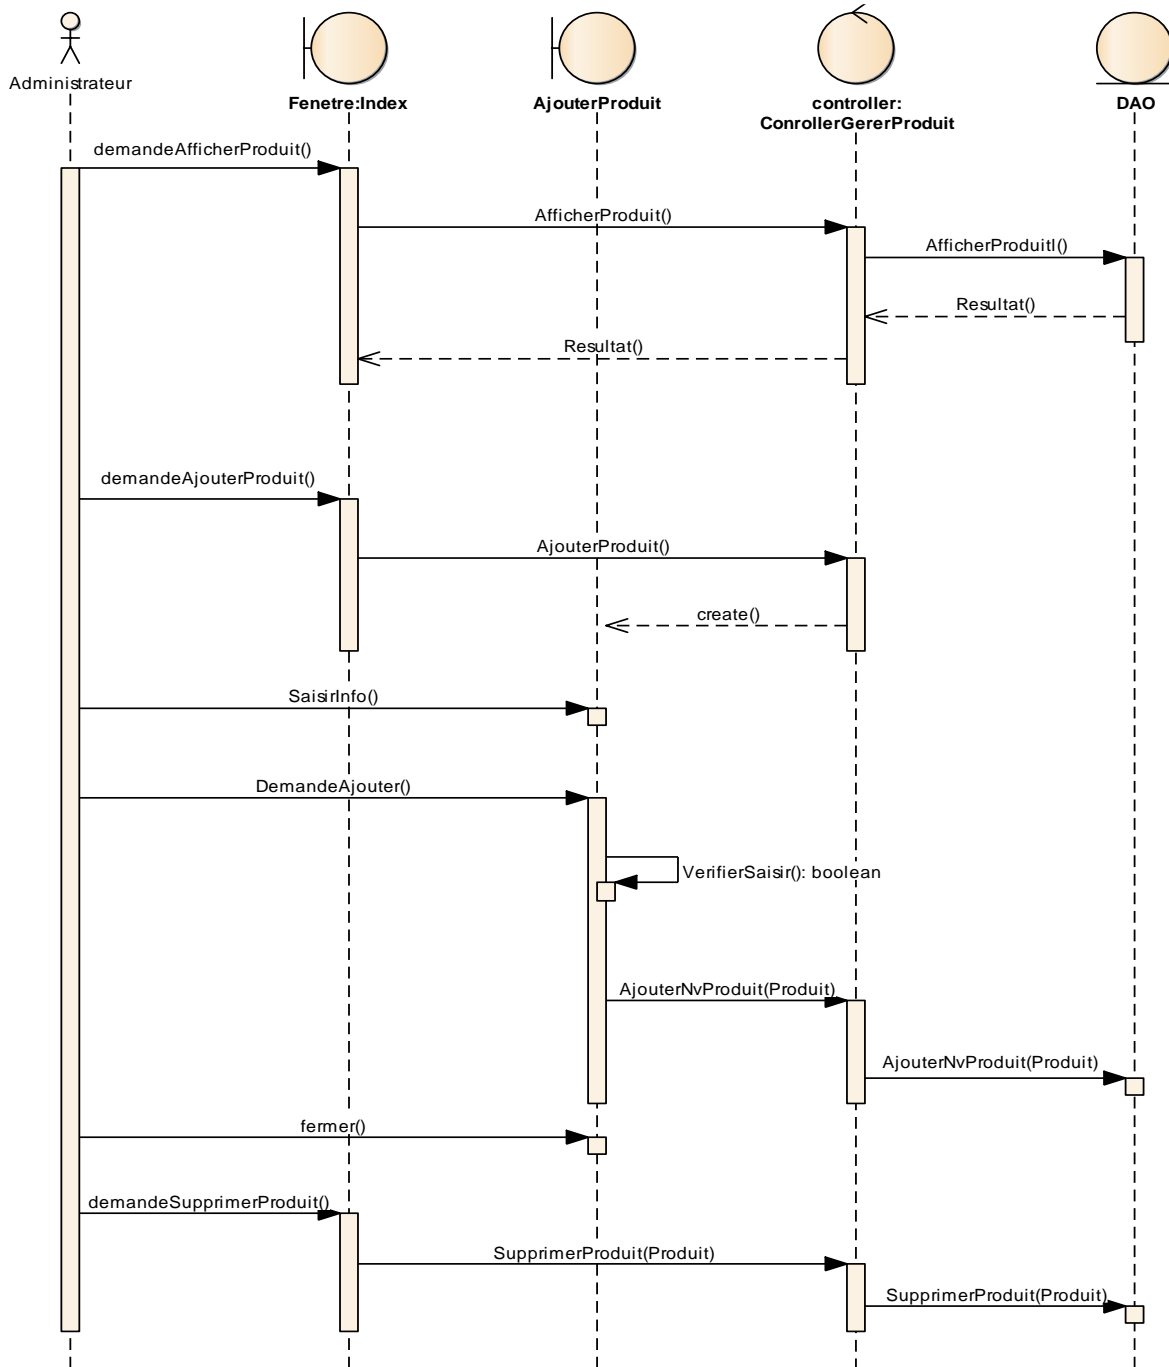 Administrateur
Fenetre:Index
AjouterProduit
controller:
ConrollerGererProduit
DAO
demandeAfficherProduit()
AfficherProduit()
AfficherProduitl()
Resultat()
Resultat()
demandeAjouterProduit()
AjouterProduit()
create()
SaisirInfo()
DemandeAjouter()
VerifierSaisir(): boolean
AjouterNvProduit(Produit)
AjouterNvProduit(Produit)
fermer()
demandeSupprimerProduit()
SupprimerProduit(Produit)
SupprimerProduit(Produit)